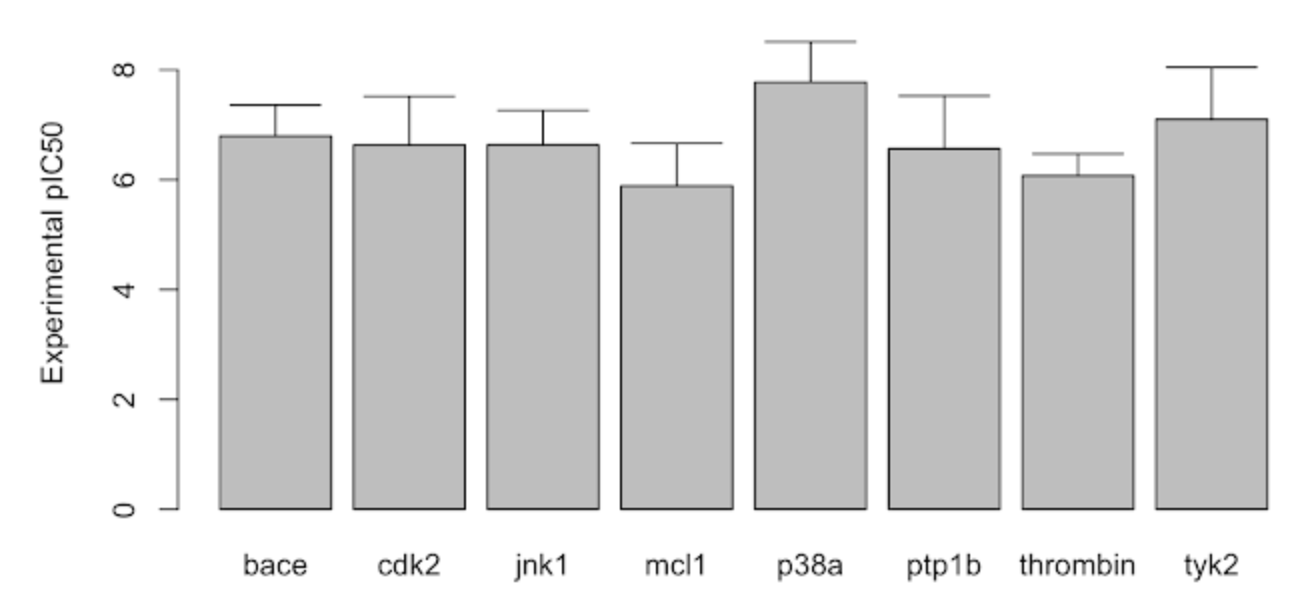 Experimental pIC50
8
6
4
2
0
bace cdk2 jnk1 mcl1 p38a ptp1b thrombin tyk2